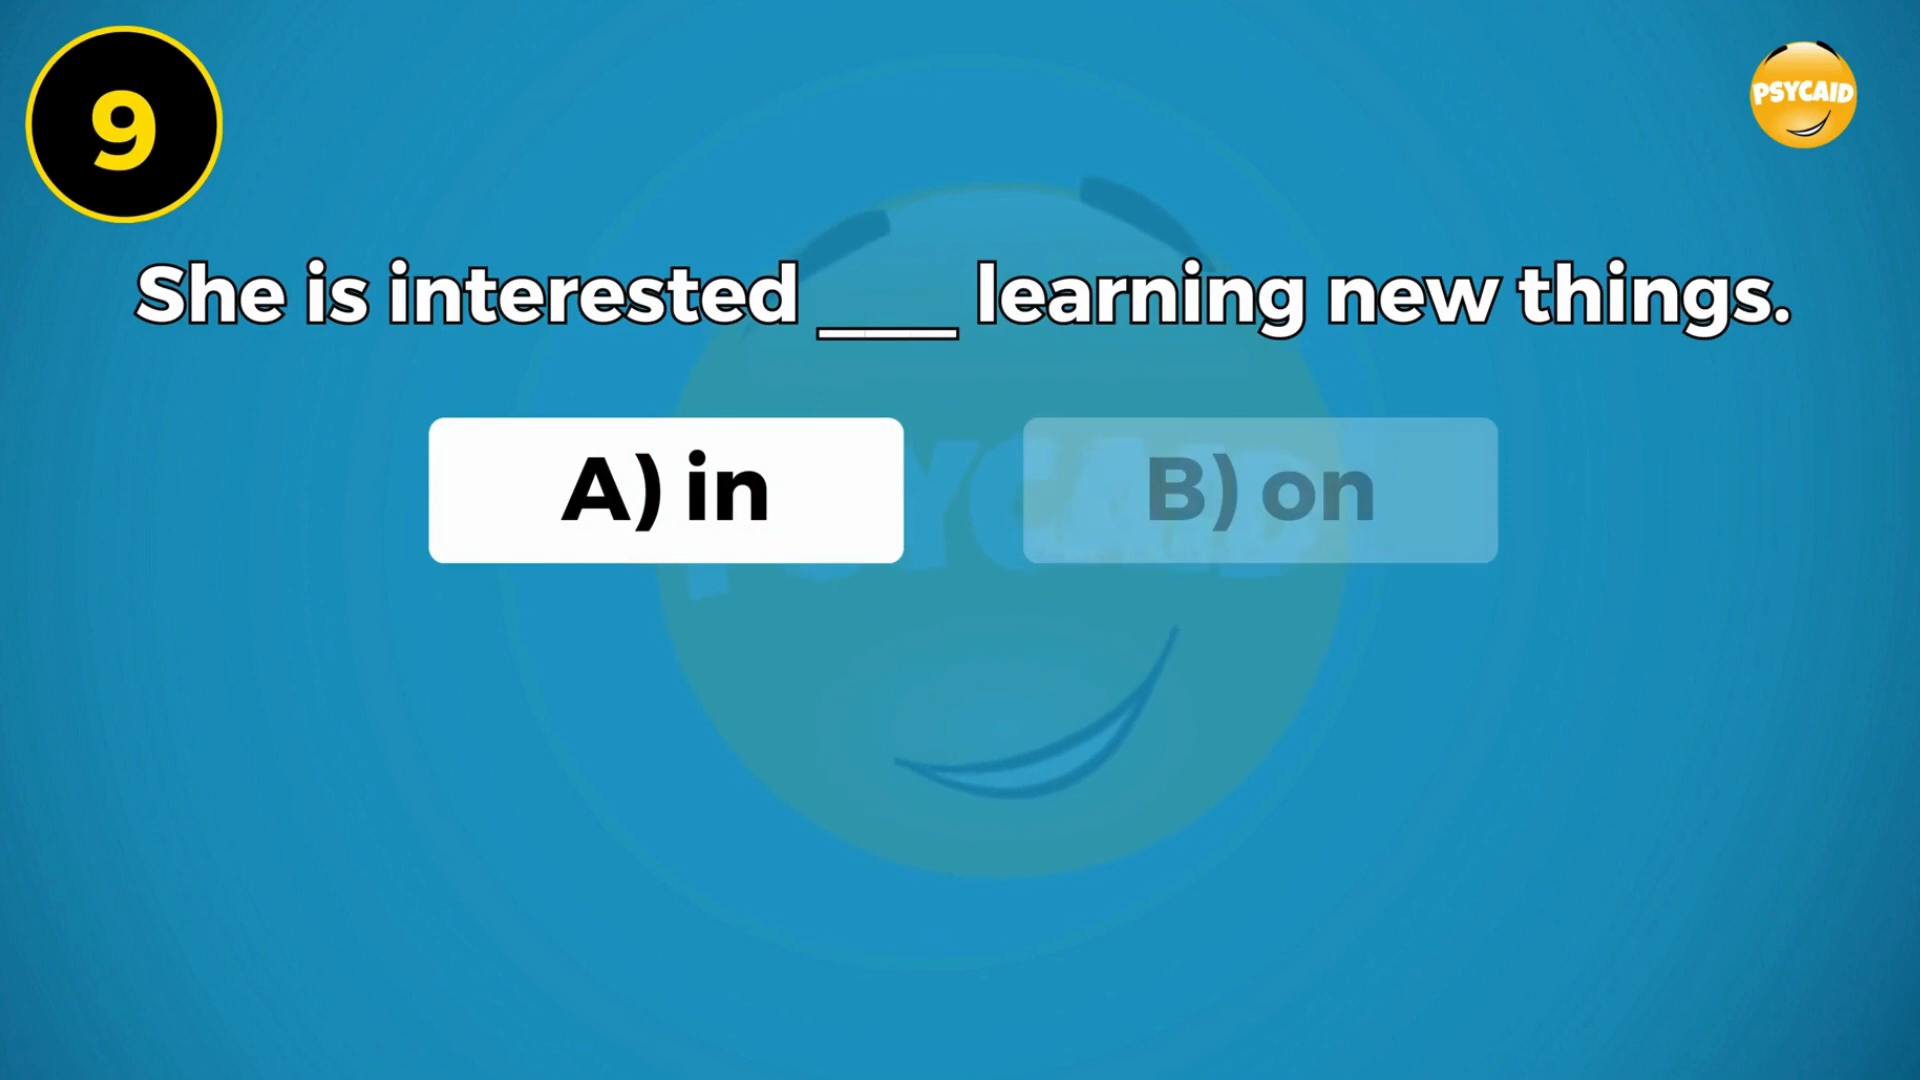 9
PSYCAID
She is interested ___ learning new things.
A) in
B) on